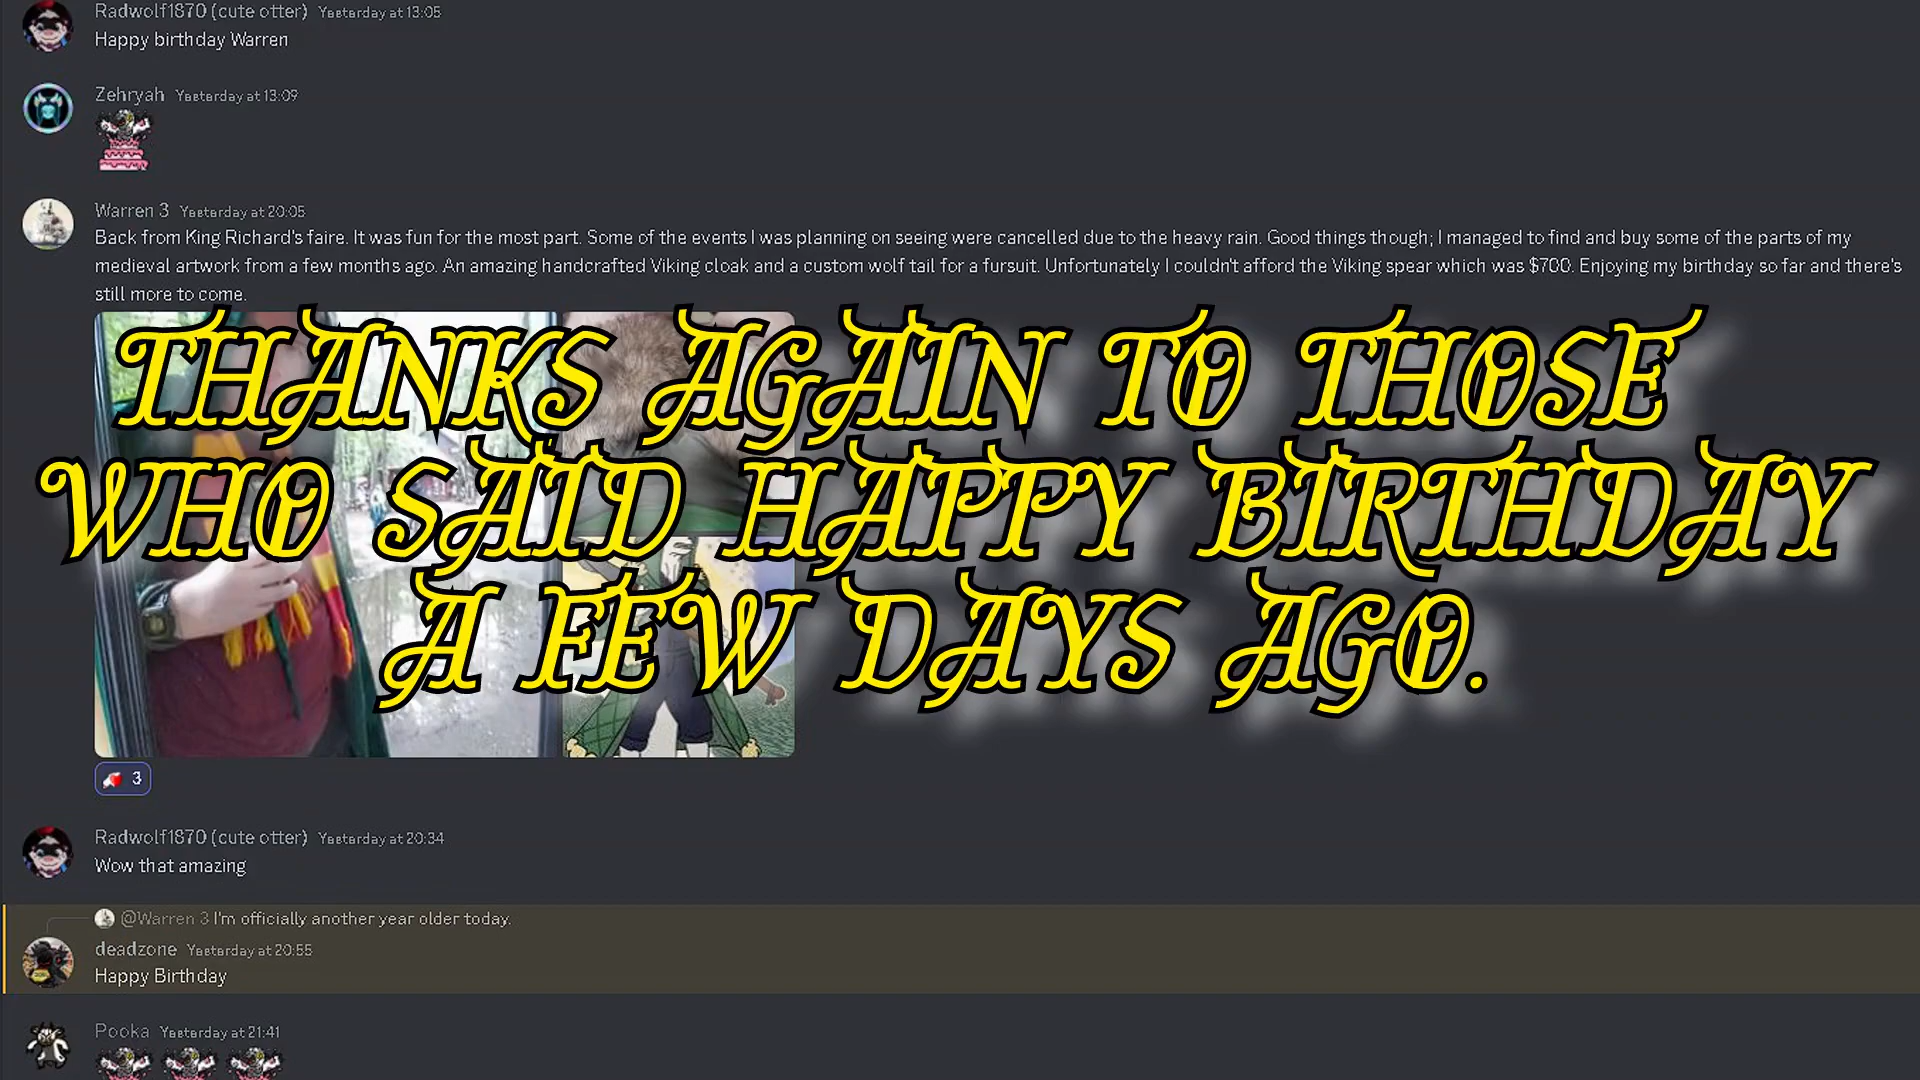 Radwolf1870 (cute otter) Yesterday at 13:05
Happy birthday Warren
Zehryah Yesterday at 13:09
Warren 3 Yesterday at 20:05
Back from King Richard's faire. It was fun for the most part. Some of the events I was planning on seeing were cancelled due to the heavy rain. Good things though; I managed to find and buy some of the parts of my
medieval artwork from a few months ago. An amazing handcrafted Viking cloak and a custom wolf tail for a fursuit. Unfortunately I couldn't afford the Viking spear which was $700. Enjoying my birthday so far and there's
still more to come.
THANKS AGAIN TO THOSE
WHO SAID HAPPY BIRTHDAY
A FEW DAYS AGO.
3
Radwolf1870 (cute otter) Yesterday at 20:34
Wow that amazing
@Warren 3 I'm officially another year older today.
deadzone Yesterday at 20:55
Happy Birthday
Pooka Yesterday at 21:41